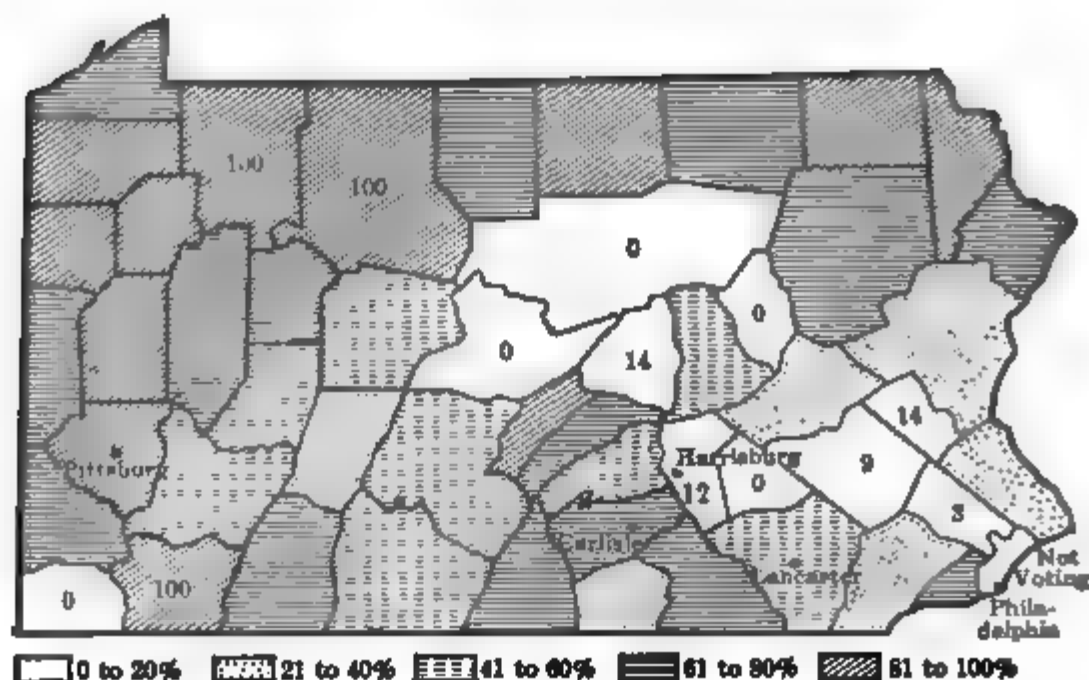 100
100
0
0
0
14
14
Pittsburg
Harrisburg
9
0
12
3
Carlisle
Lancaster
Not
Voting
100
0
Phila-
delphia
0 to 20% 21 to 40% 41 to 60% 61 to 80% 81 to 100%